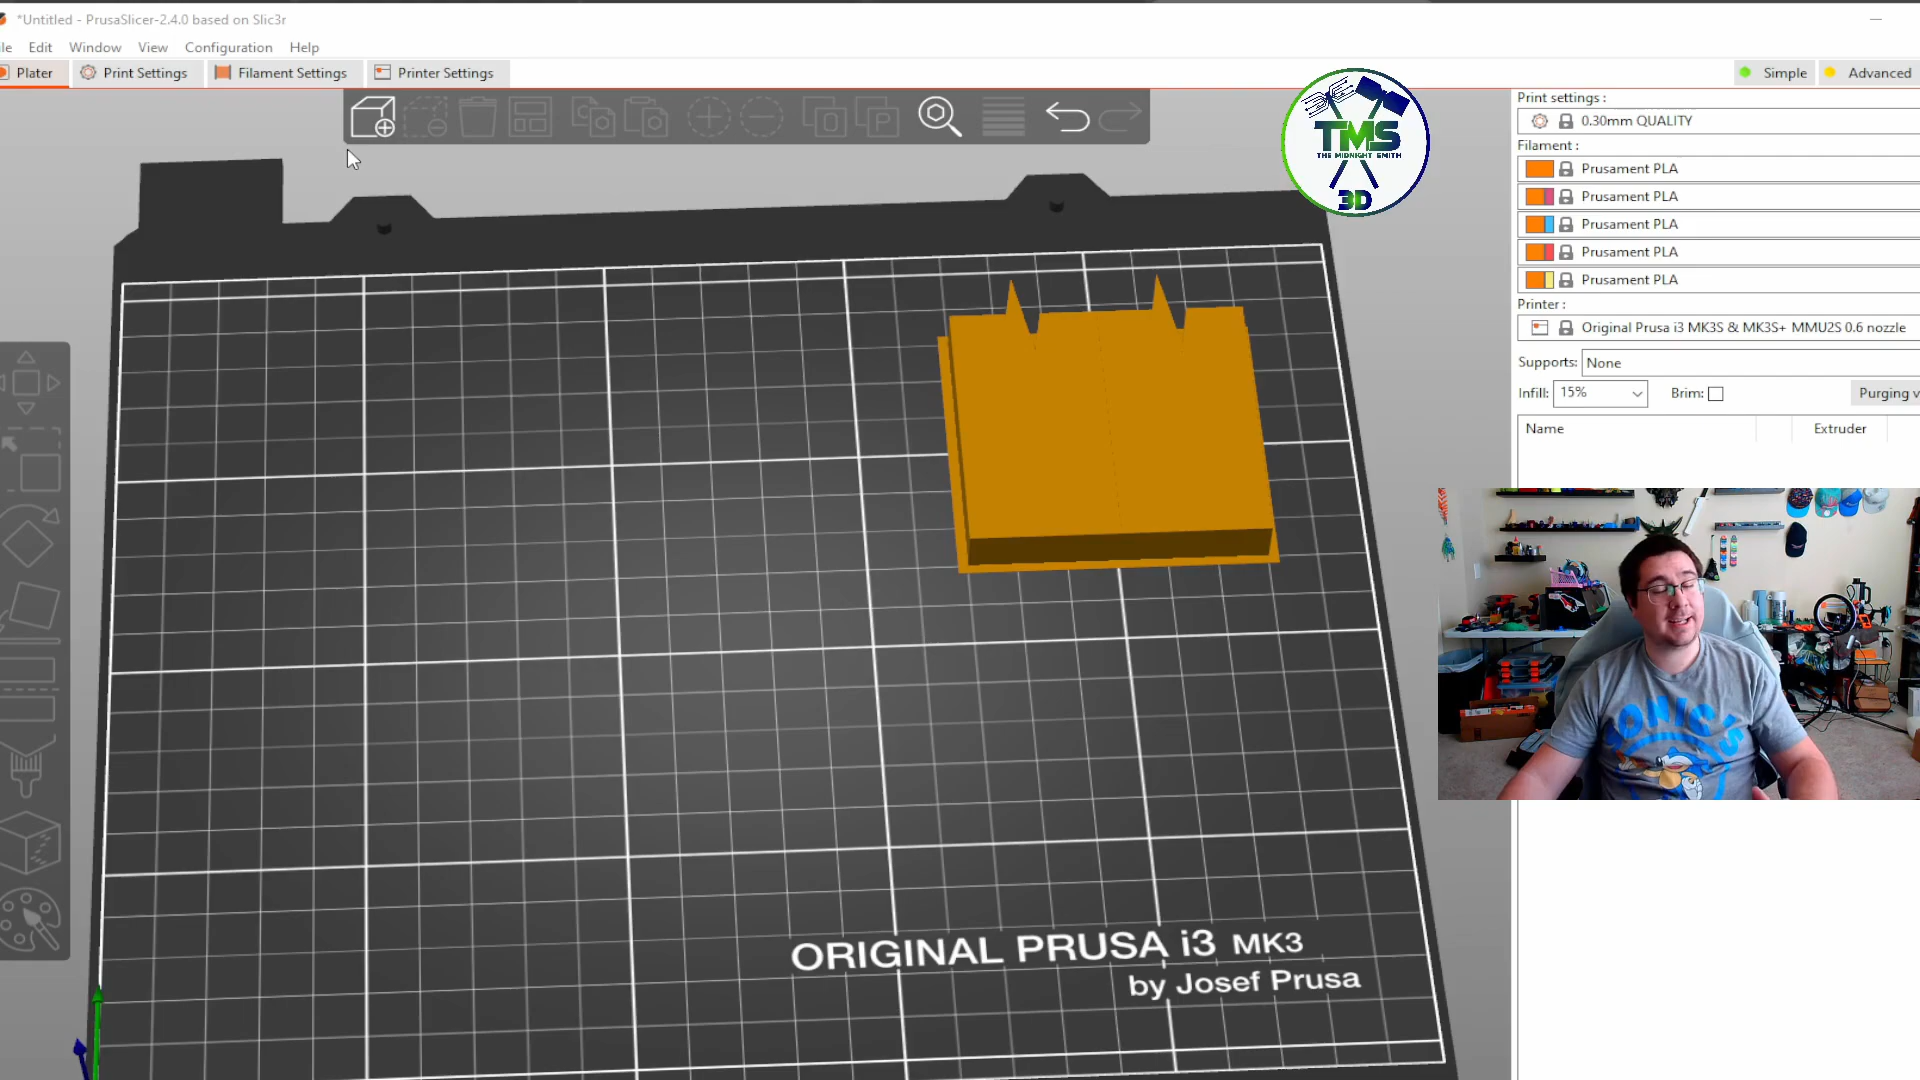 *Untitled - PrusaSlicer-2.4.0 based on Slic3r
le Edit Window View Configuration Help
Plater Print Settings Filament Settings Printer Settings Simple Advanced
Print settings :
0.30mm QUALITY
Filament :
Prusament PLA
Prusament PLA
Prusament PLA
Prusament PLA
Prusament PLA
Printer :
Original Prusa i3 MK3S & MK3S+ MMU2S 0.6 nozzle
Supports: None
Infill: 15% Brim: Purging v
Name Extruder
TMS
THE MIDNIGHT SMITH
3D
P
ORIGINAL PRUSA i3 MK3
by Josef Prusa